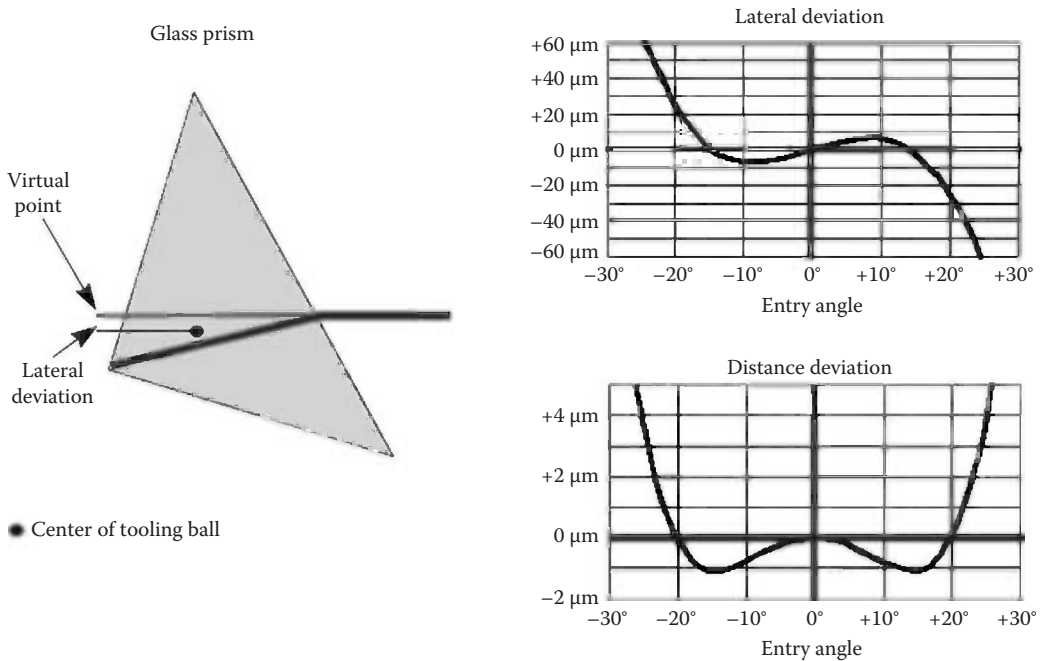 Glass prism
Virtual
point
Lateral
deviation
Center of tooling ball
Lateral deviation
+60 µm
+40 µm
+20 µm
0 µm
−20 µm
−40 µm
−60 µm
−30° −20° −10° 0° +10° +20° +30°
Entry angle
Distance deviation
+4 µm
+2 µm
0 µm
−2 µm
−30° −20° −10° 0° +10° +20° +30°
Entry angle